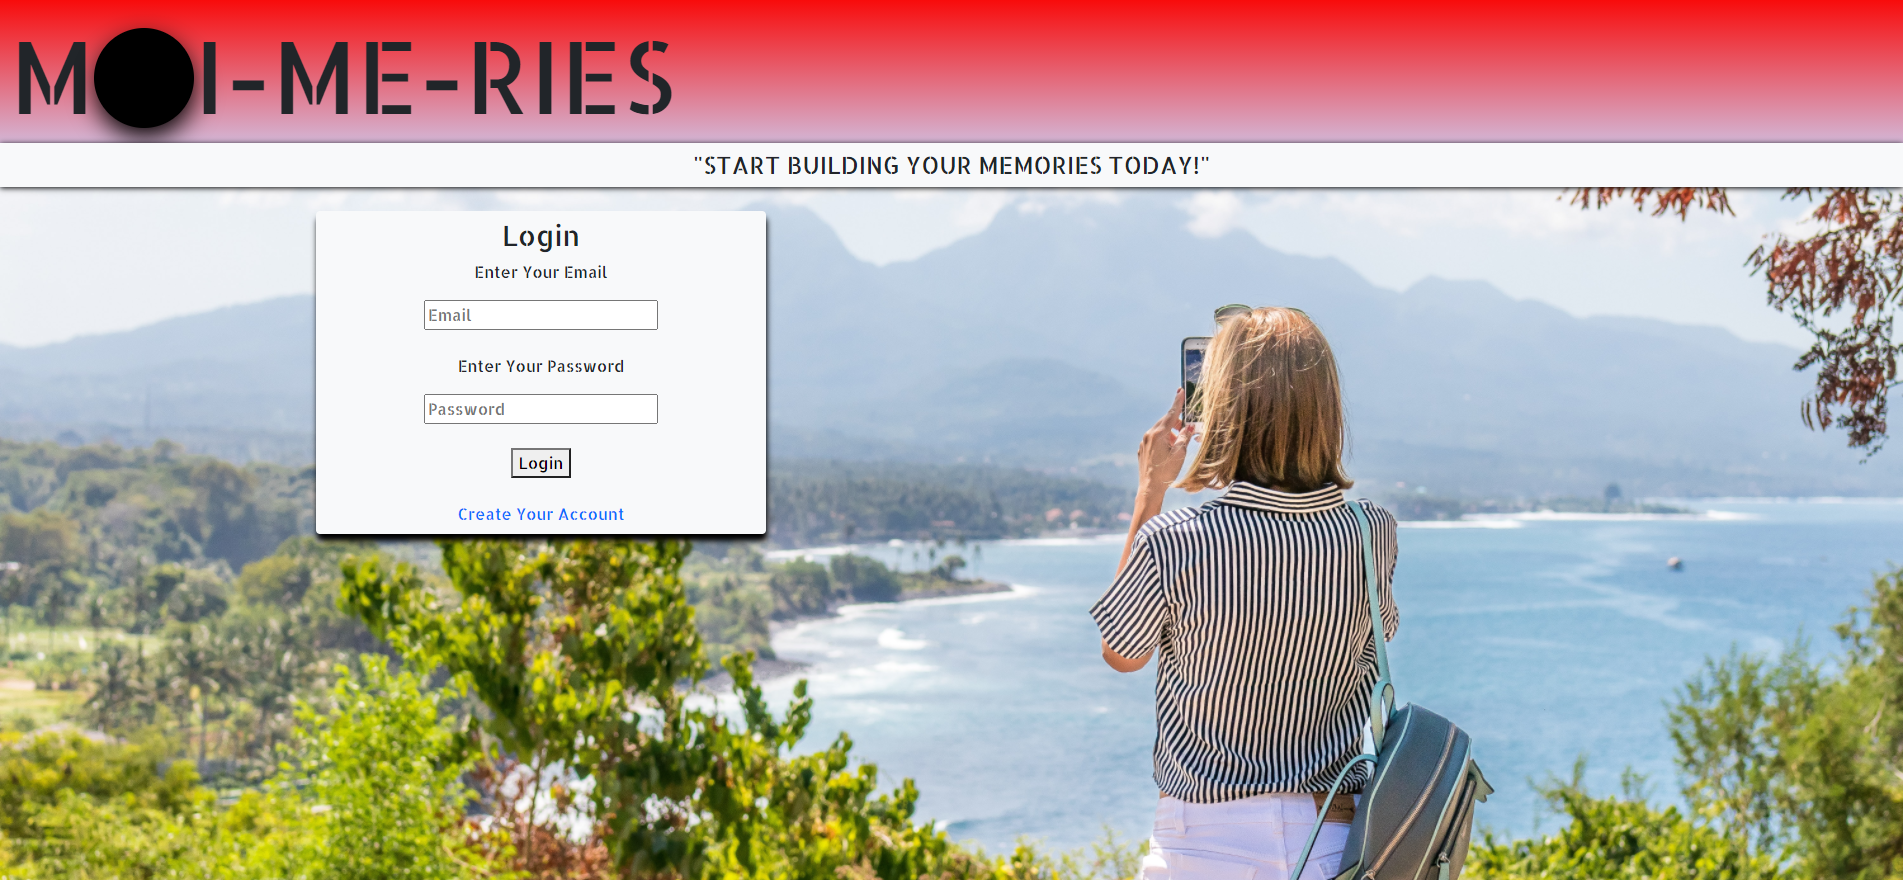 M I-ME-RIES
"START BUILDING YOUR MEMORIES TODAY!"
Login
Enter Your Email
Email
Enter Your Password
Password
Login
Create Your Account